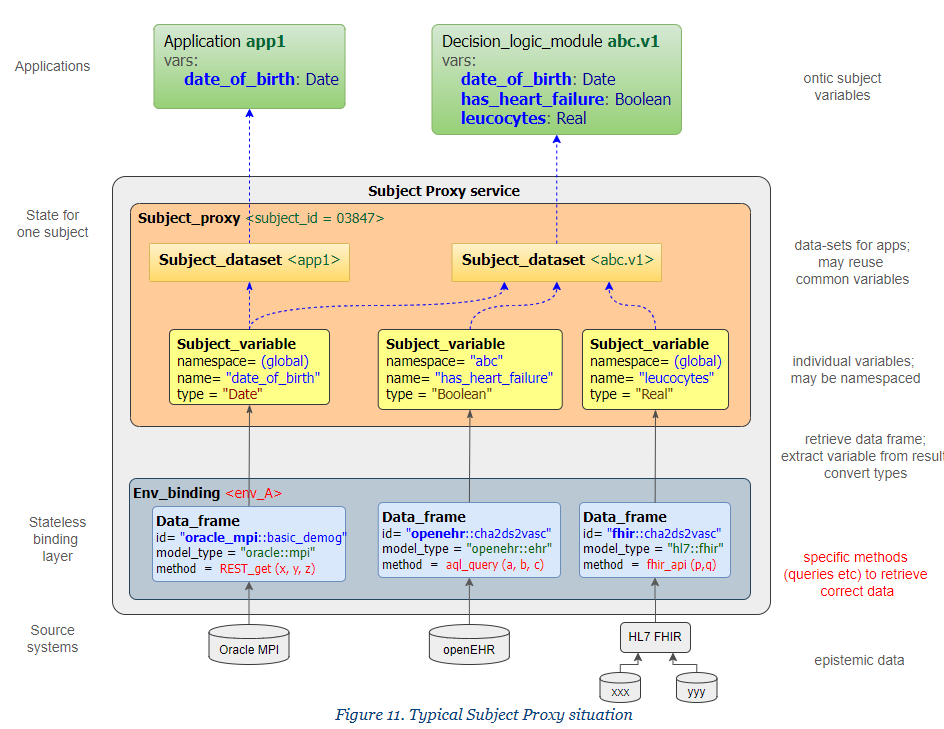 Applications
Application app1
vars:
date_of_birth: Date
Decision_logic_module abc.v1
vars:
date_of_birth: Date
has_heart_failure: Boolean
leucocytes: Real
ontic subject
variables
Subject Proxy service
State for
one subject
Subject_proxy <subject_id = 03847>
Subject_dataset <app1>
Subject_dataset <abc.v1>
data-sets for apps;
may reuse
common variables
Subject_variable
namespace= (global)
name= "date_of_birth"
type = "Date"
Subject_variable
namespace= "abc"
name= "has_heart_failure"
type = "Boolean"
Subject_variable
namespace= (global)
name= "leucocytes"
type = "Real"
individual variables;
may be namespaced
retrieve data frame;
extract variable from result
convert types
Stateless
binding
layer
Env_binding <env_A>
Data_frame
id= "oracle_mpi::basic_demog"
model_type = "oracle::mpi"
method = REST_get (x, y, z)
Data_frame
id= "openehr::cha2ds2vasc"
model_type = "openehr::ehr"
method = aql_query (a, b, c)
Data_frame
id= "fhir::cha2ds2vasc"
model_type = "hl7::fhir"
method = fhir_api (p,q)
specific methods
(queries etc) to retrieve
correct data
Source
systems
Oracle MPI
openEHR
HL7 FHIR
xxx
yyy
epistemic data
Figure 11. Typical Subject Proxy situation